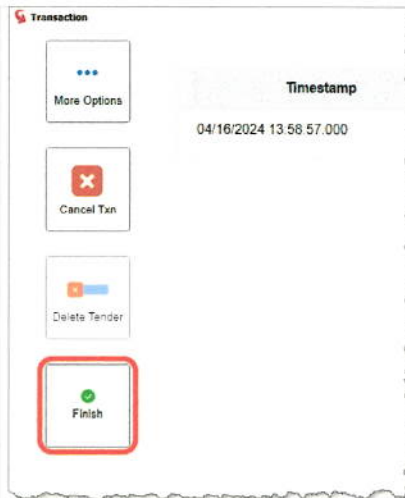 Transaction
More Options
Timestamp
04/16/2024 13 58 57.000
Cancel Txn
Delete Tender
Finish